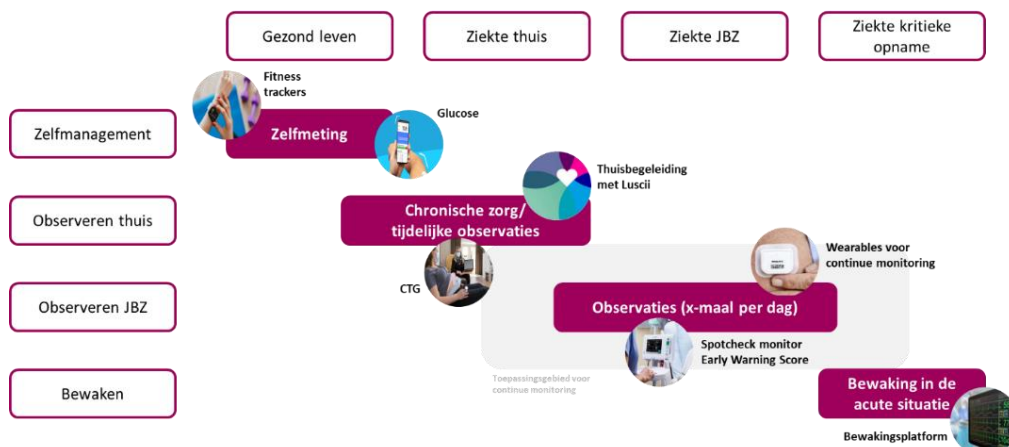 Gezond leven
Ziekte thuis
Ziekte JBZ
Ziekte kritieke
opname
Fitness
trackers
Zelfmanagement
Zelfmeting
Glucose
Thuisbegeleiding
met Luscii
Observeren thuis
Chronische zorg/
tijdelijke observaties
Wearables voor
continue monitoring
CTG
Observeren JBZ
Observaties (x-maal per dag)
Spotcheck monitor
Early Warning Score
Toepassingsgebied voor
continue monitoring
Bewaken
Bewaking in de
acute situatie
Bewakingsplatform